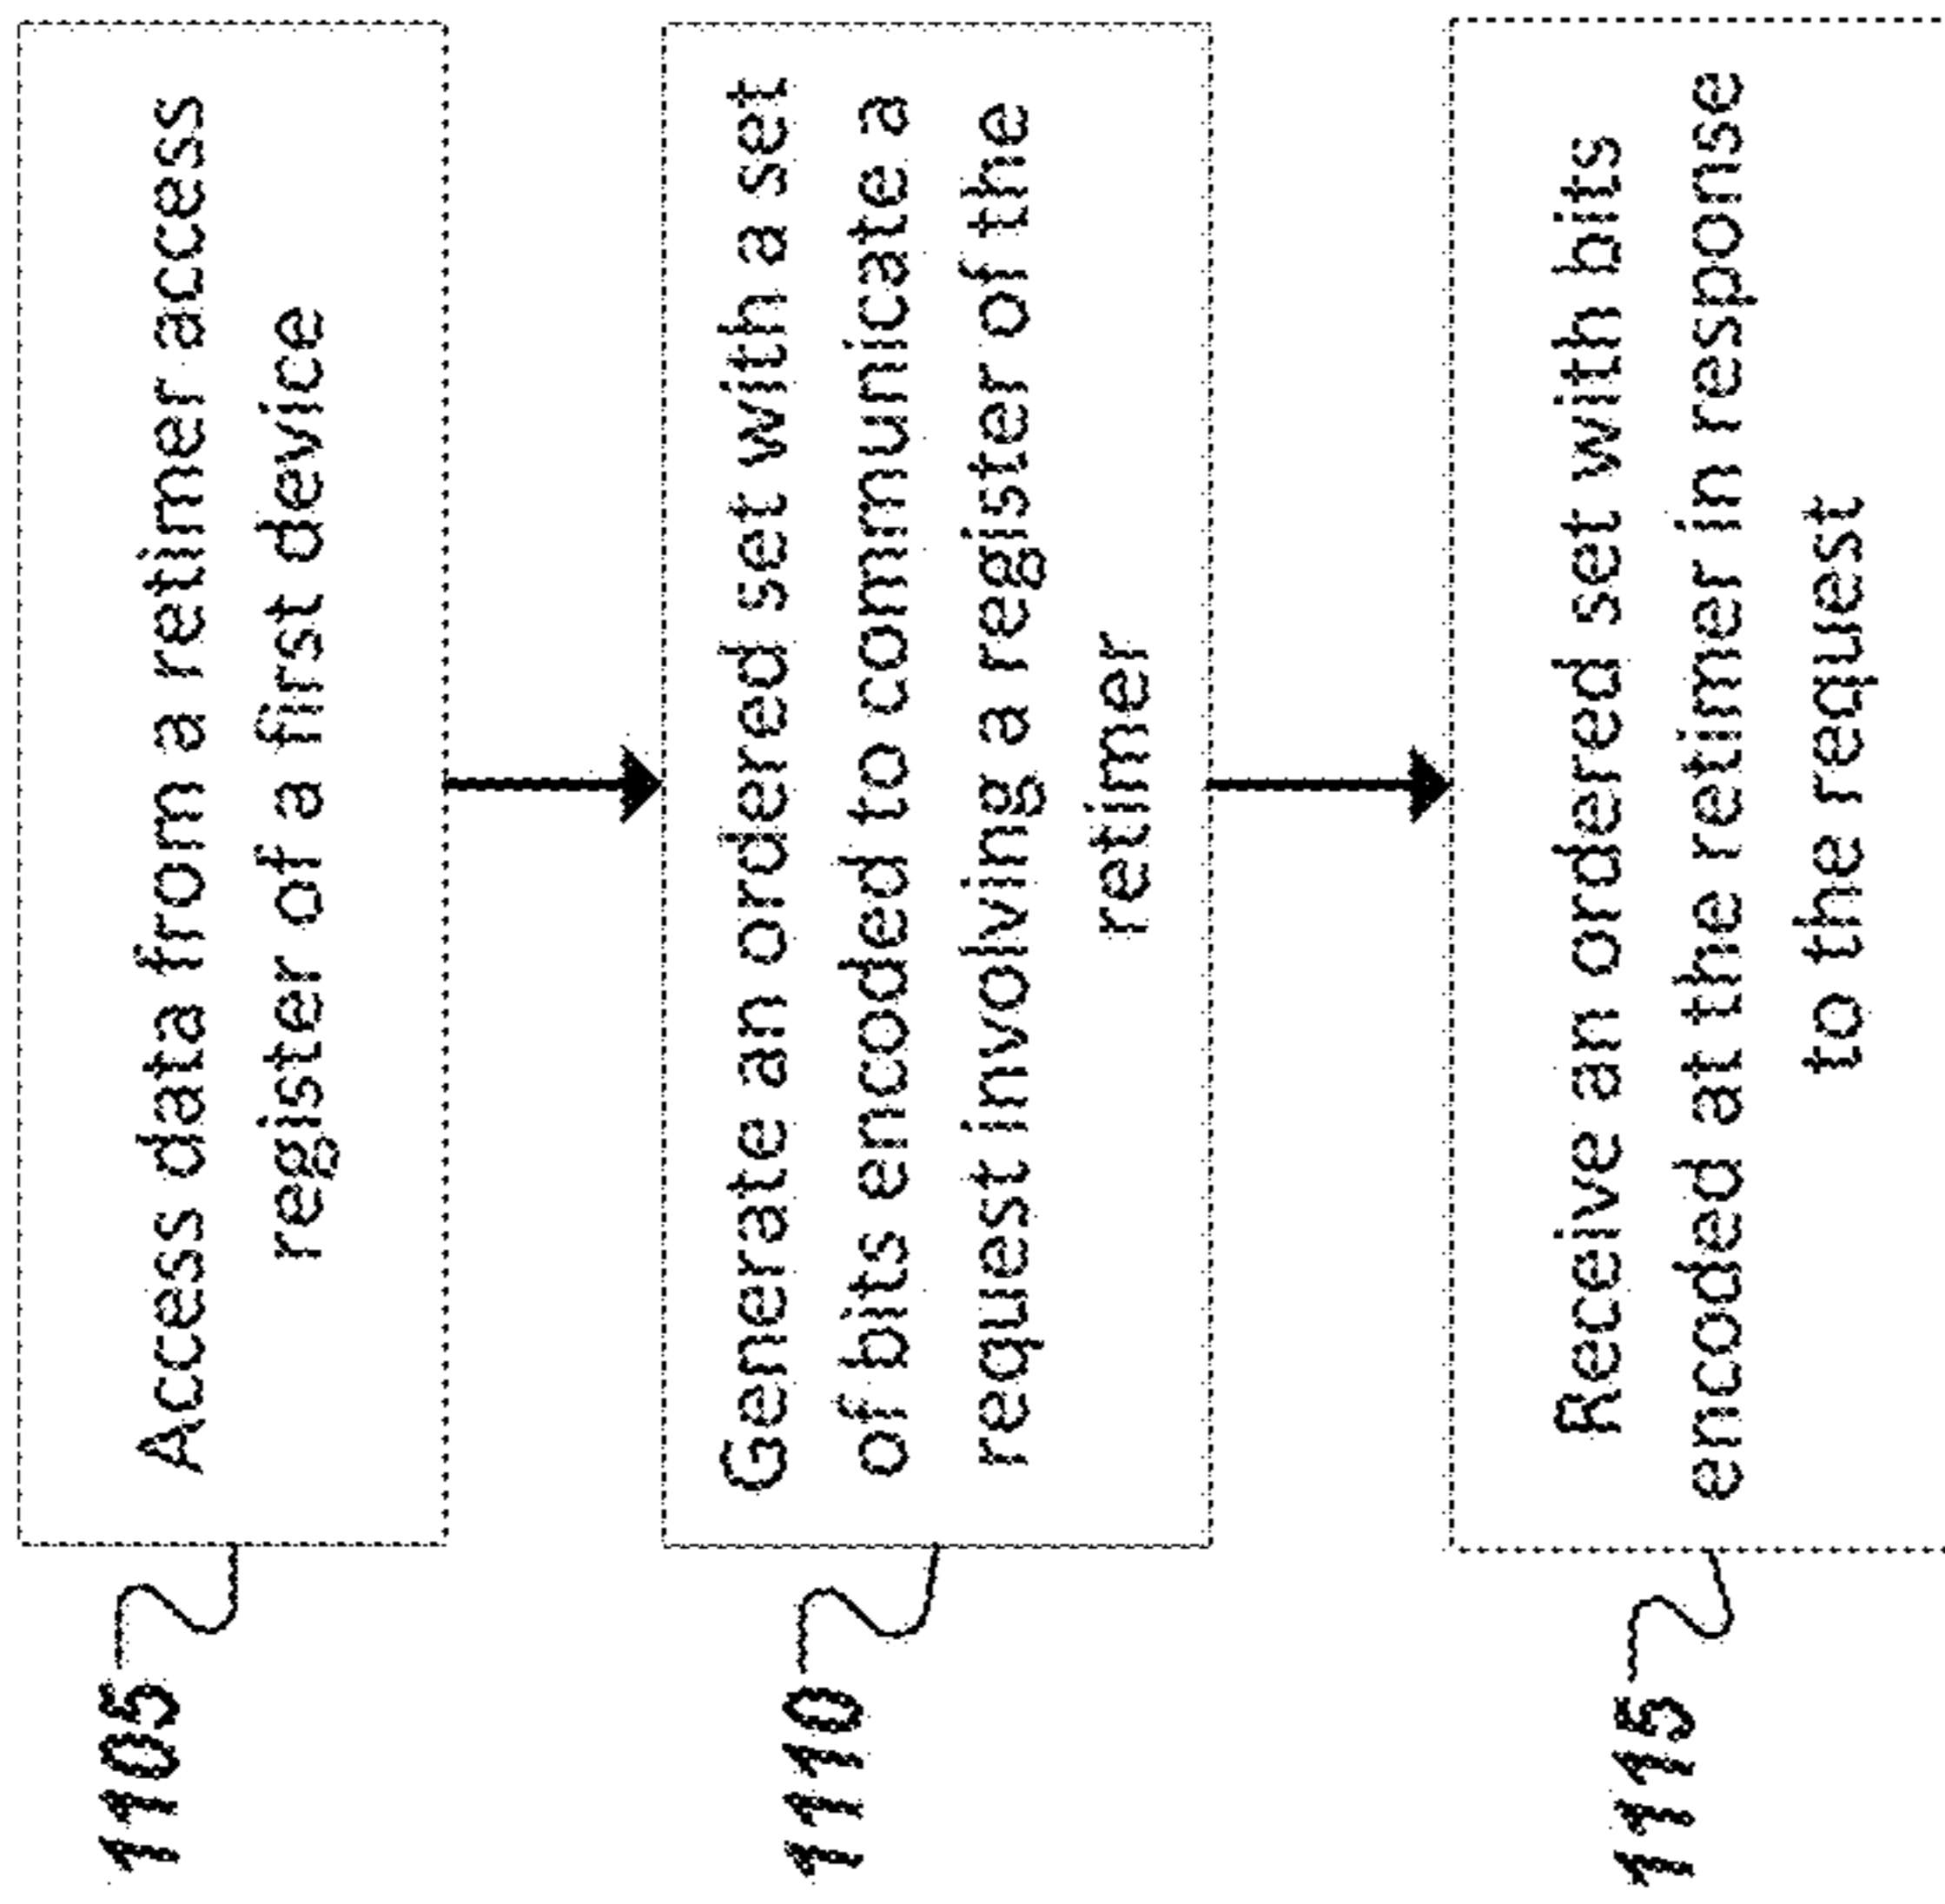 1105
Access data from a retimer access
register of a first device
1110
Generate an ordered set with a set
of bits encoded to communicate a
request involving a register of the
retimer
1115
Receive an ordered set with bits
encoded at the retimer in response
to the request